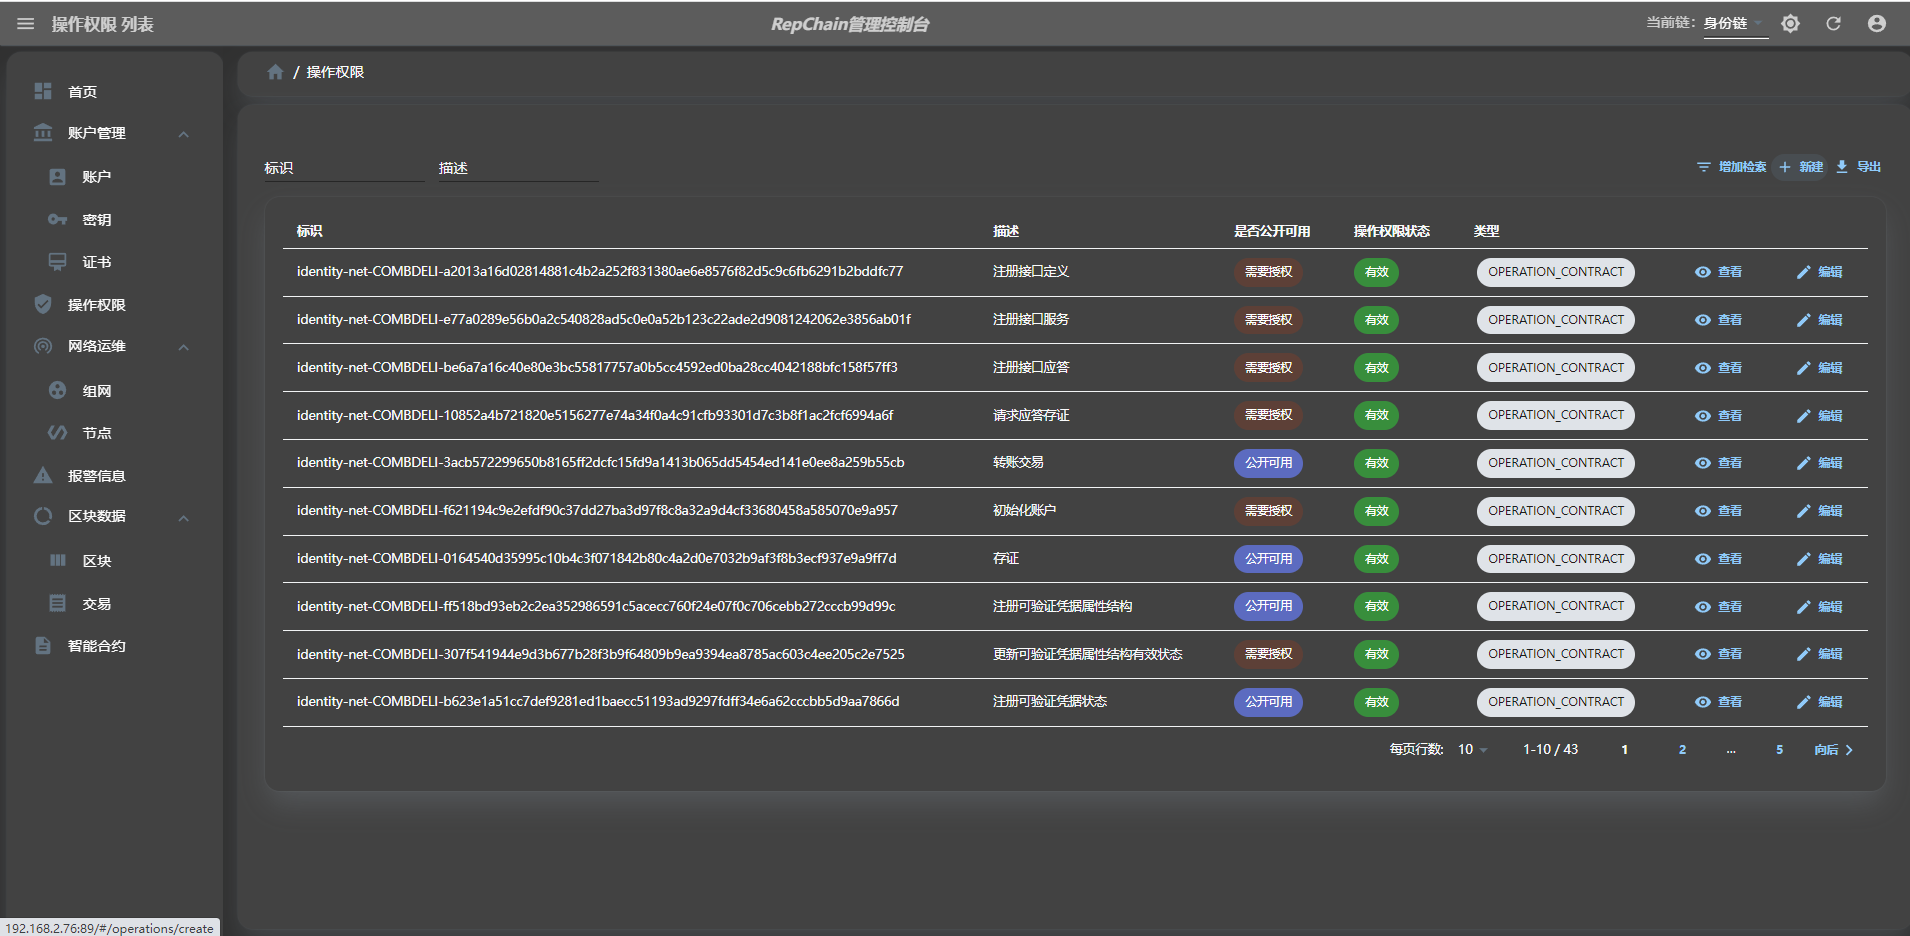 操作权限 列表
RepChain管理控制台
当前链: 身份链
首页
账户管理
账户
密钥
证书
操作权限
网络运维
组网
节点
报警信息
区块数据
区块
交易
智能合约
/ 操作权限
标识 描述 增加检索 新建 导出
标识 描述 是否公开可用 操作权限状态 类型
identity-net-COMBDELI-a2013a16d02814881c4b2a252f831380ae6e8576f82d5c9c6fb6291b2bddfc77 注册接口定义 需要授权 有效 OPERATION_CONTRACT 查看 编辑
identity-net-COMBDELI-e77a0289e56b0a2c540828ad5c0e0a52b123c22ade2d9081242062e3856ab01f 注册接口服务 需要授权 有效 OPERATION_CONTRACT 查看 编辑
identity-net-COMBDELI-be6a7a16c40e80e3bc55817757a0b5cc4592ed0ba28cc4042188bfc158f57ff3 注册接口应答 需要授权 有效 OPERATION_CONTRACT 查看 编辑
identity-net-COMBDELI-10852a4b721820e5156277e74a34f0a4c91cfb93301d7c3b8f1ac2fcf6994a6f 请求应答存证 需要授权 有效 OPERATION_CONTRACT 查看 编辑
identity-net-COMBDELI-3acb572299650b8165ff2dcfc15fd9a1413b065dd5454ed141e0ee8a259b55cb 转账交易 公开可用 有效 OPERATION_CONTRACT 查看 编辑
identity-net-COMBDELI-f621194c9e2efdf90c37dd27ba3d97f8c8a32a9d4cf33680458a585070e9a957 初始化账户 需要授权 有效 OPERATION_CONTRACT 查看 编辑
identity-net-COMBDELI-0164540d35995c10b4c3f071842b80c4a2d0e7032b9af3f8b3ecf937e9a9ff7d 存证 公开可用 有效 OPERATION_CONTRACT 查看 编辑
identity-net-COMBDELI-ff518bd93eb2c2ea352986591c5acecc760f24e07f0c706cebb272cccb99d99c 注册可验证凭据属性结构 公开可用 有效 OPERATION_CONTRACT 查看 编辑
identity-net-COMBDELI-307f541944e9d3b677b28f3b9f64809b9ea9394ea8785ac603c4ee205c2e7525 更新可验证凭据属性结构有效状态 需要授权 有效 OPERATION_CONTRACT 查看 编辑
identity-net-COMBDELI-b623e1a51cc7def9281ed1baecc51193ad9297fdff34e6a62cccbb5d9aa7866d 注册可验证凭据状态 公开可用 有效 OPERATION_CONTRACT 查看 编辑
每页行数: 10 1-10 / 43 1 2 ... 5 向后
192.168.2.76:89/#/operations/create